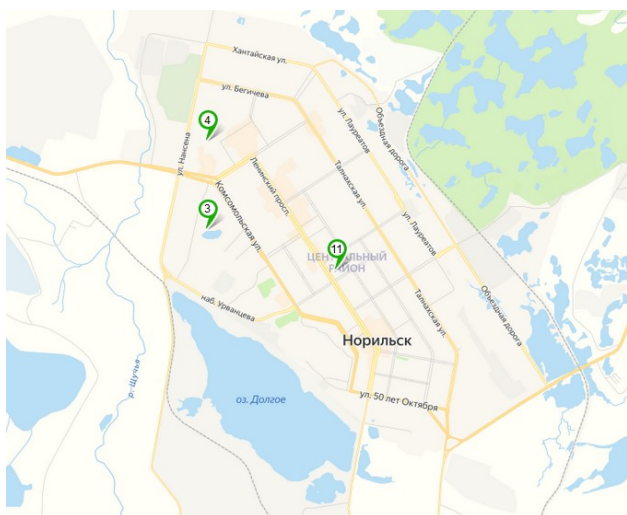 Хантайская ул.
ул. Бегичева
4
ул. Лауреатов
Объездная дорога
ул. Нансена
Ленинский просп.
Талнахская ул.
Комсомольская ул.
3
ул. Лауреатов
11
ЦЕНТРАЛЬНЫЙ
РАЙОН
Объездная дорога
наб. Урванцева
Талнахская ул.
Норильск
р. Щучья
оз. Долгое
ул. 50 лет Октября